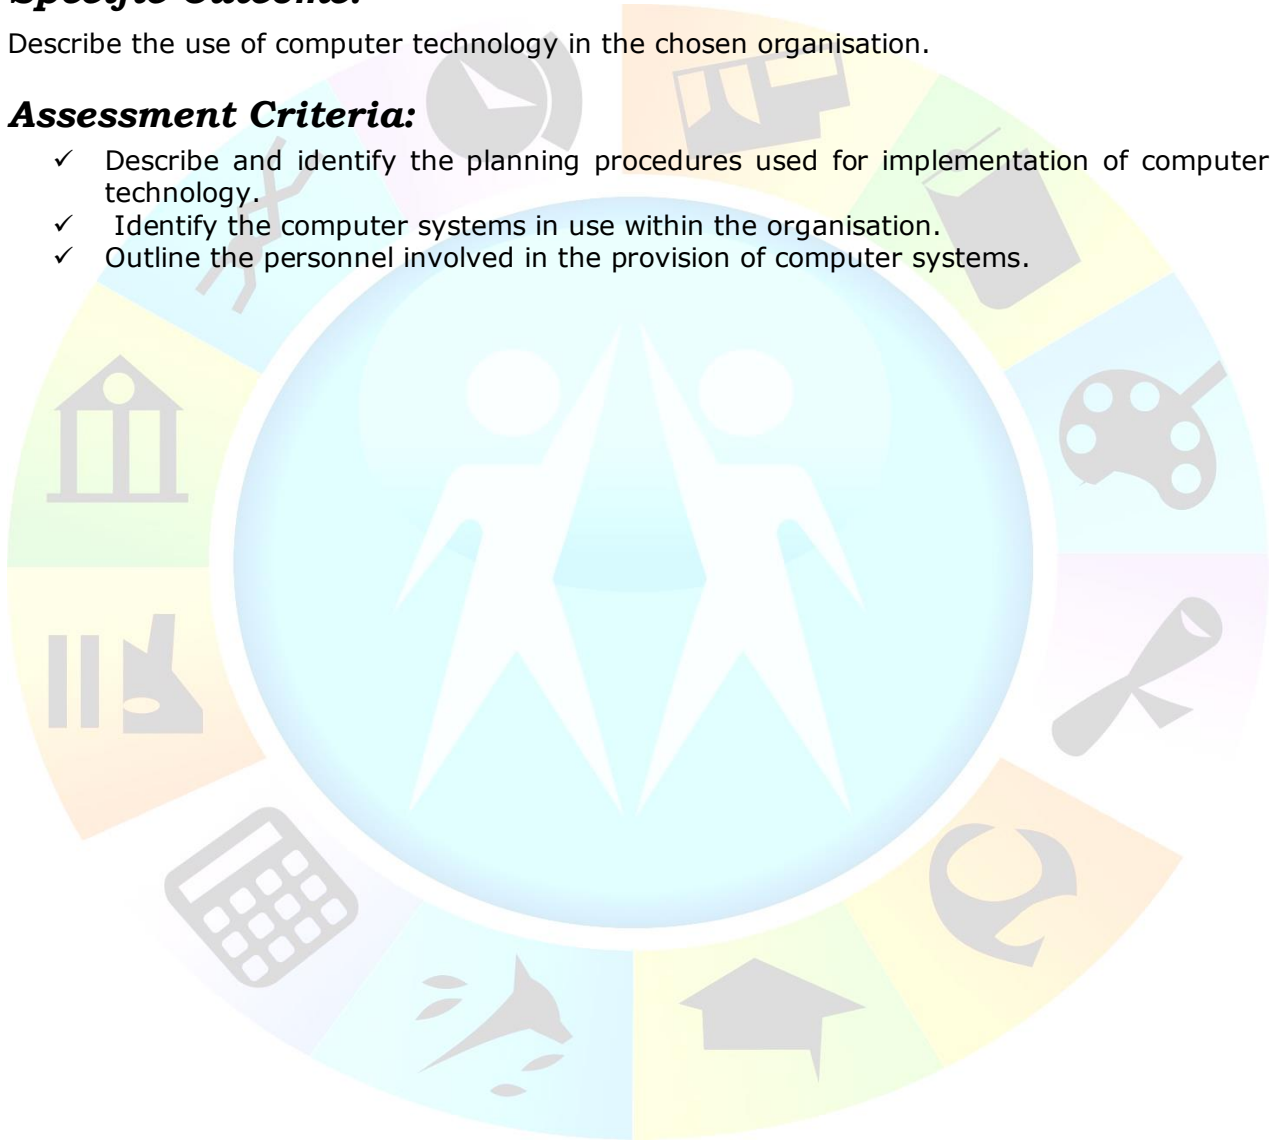 Specific Outcome:
Describe the use of computer technology in the chosen organisation.
Assessment Criteria:
✓ Describe and identify the planning procedures used for implementation of computer
technology.
✓ Identify the computer systems in use within the organisation.
✓ Outline the personnel involved in the provision of computer systems.